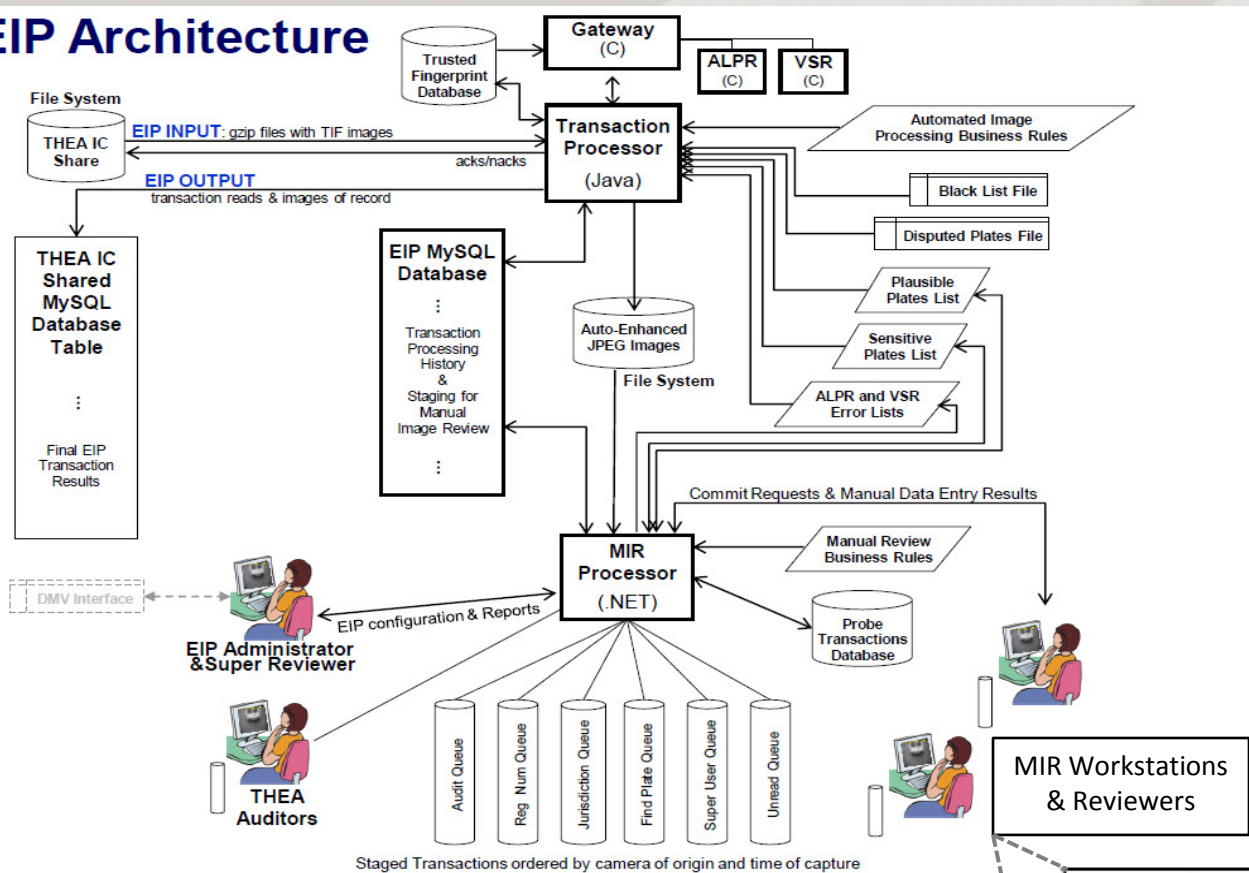 EIP Architecture
Gateway
(C)
ALPR
(C)
VSR
(C)
Trusted
Fingerprint
Database
File System
THEA IC
Share
EIP INPUT: gzip files with TIF images
acks/nacks
EIP OUTPUT
transaction reads & images of record
Transaction
Processor
(Java)
Automated Image
Processing Business Rules
Black List File
Disputed Plates File
THEA IC
Shared
MySQL
Database
Table
⋮
Final EIP
Transaction
Results
EIP MySQL
Database
⋮
Transaction
Processing
History
&
Staging for
Manual
Image Review
⋮
Auto-Enhanced
JPEG Images
File System
Plausible
Plates List
Sensitive
Plates List
ALPR and VSR
Error Lists
Commit Requests & Manual Data Entry Results
MIR
Processor
(.NET)
Manual Review
Business Rules
Probe
Transactions
Database
DMV Interface
EIP configuration & Reports
EIP Administrator
&Super Reviewer
THEA
Auditors
Audit Queue
Reg Num Queue
Jurisdiction Queue
Find Plate Queue
Super User Queue
Unread Queue
MIR Workstations
& Reviewers
Staged Transactions ordered by camera of origin and time of capture